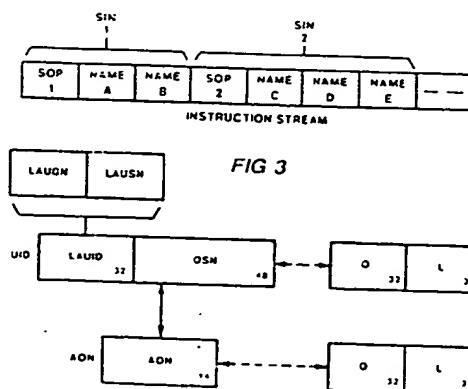 SIN SIN
1 2
SOP NAME NAME SOP NAME NAME NAME
1 A B 2 C D E
INSTRUCTION STREAM
FIG 3
LAUGN LAUSN
UID LAUID 32 OSN 48 O 32 L
AON AON O 32 L